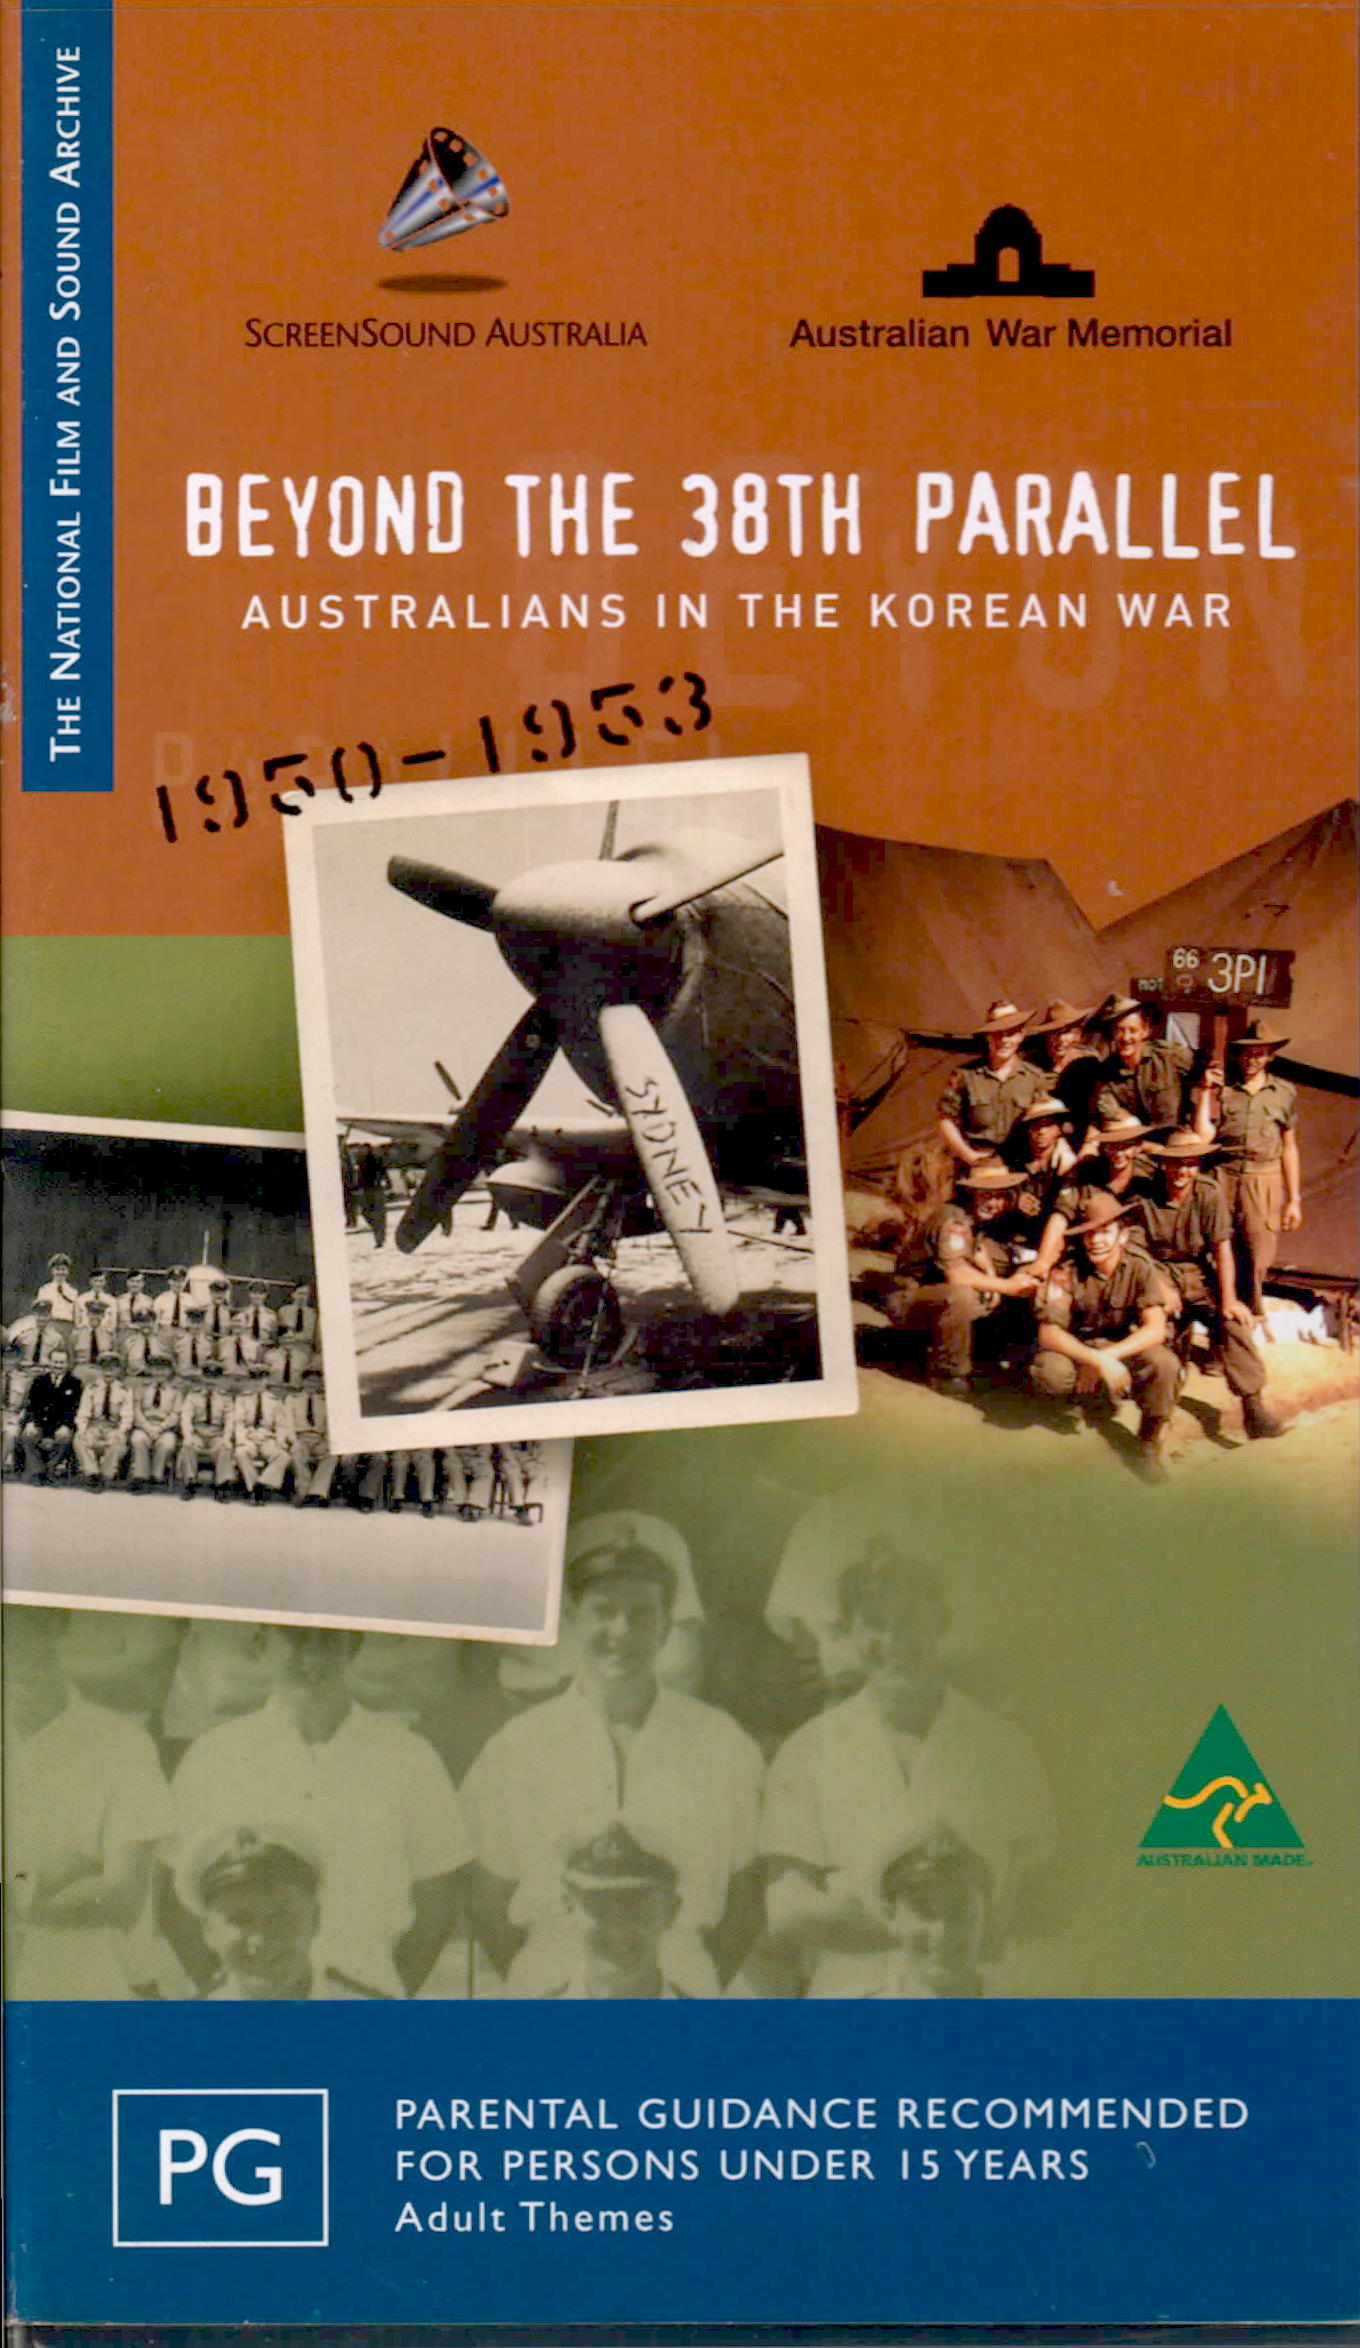 THE NATIONAL FILM AND SOUND ARCHIVE
SCREENSOUND AUSTRALIA
Australian War Memorial
BEYOND THE 38TH PARALLEL
AUSTRALIANS IN THE KOREAN WAR
1950-1953
SYDNEY
66
3PI
AUSTRALIAN MADE
PG
PARENTAL GUIDANCE RECOMMENDED
FOR PERSONS UNDER 15 YEARS
Adult Themes